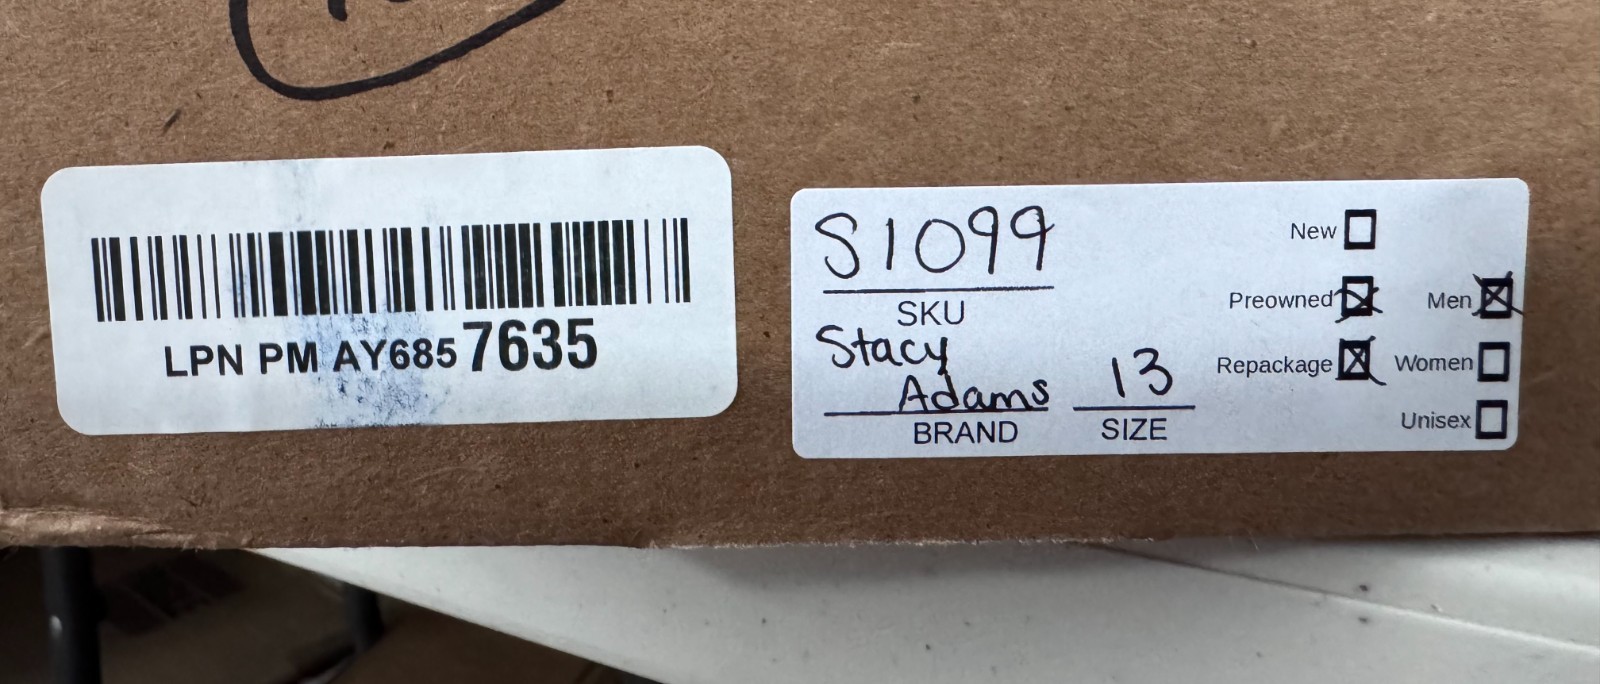 LPN PM AY6857635
S1099
SKU
Stacy
Adams
BRAND
13
SIZE
New
Preowned
Repackage
Men
Women
Unisex